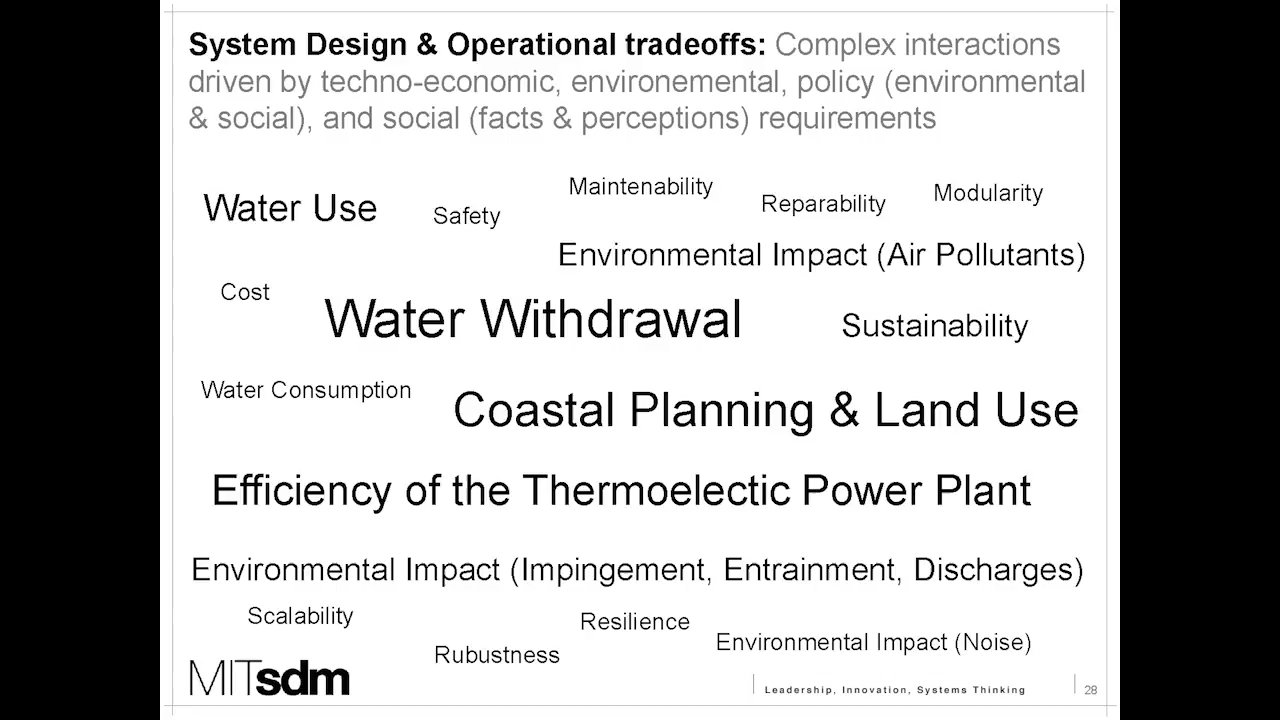 System Design & Operational tradeoffs: Complex interactions
driven by techno-economic, environemental, policy (environmental
& social), and social (facts & perceptions) requirements
Maintenability
Modularity
Water Use
Reparability
Safety
Environmental Impact (Air Pollutants)
Cost
Water Withdrawal
Sustainability
Water Consumption
Coastal Planning & Land Use
Efficiency of the Thermoelectic Power Plant
Environmental Impact (Impingement, Entrainment, Discharges)
Scalability
Resilience
Environmental Impact (Noise)
Rubustness
MITsdm
Leadership, Innovation, Systems Thinking
28